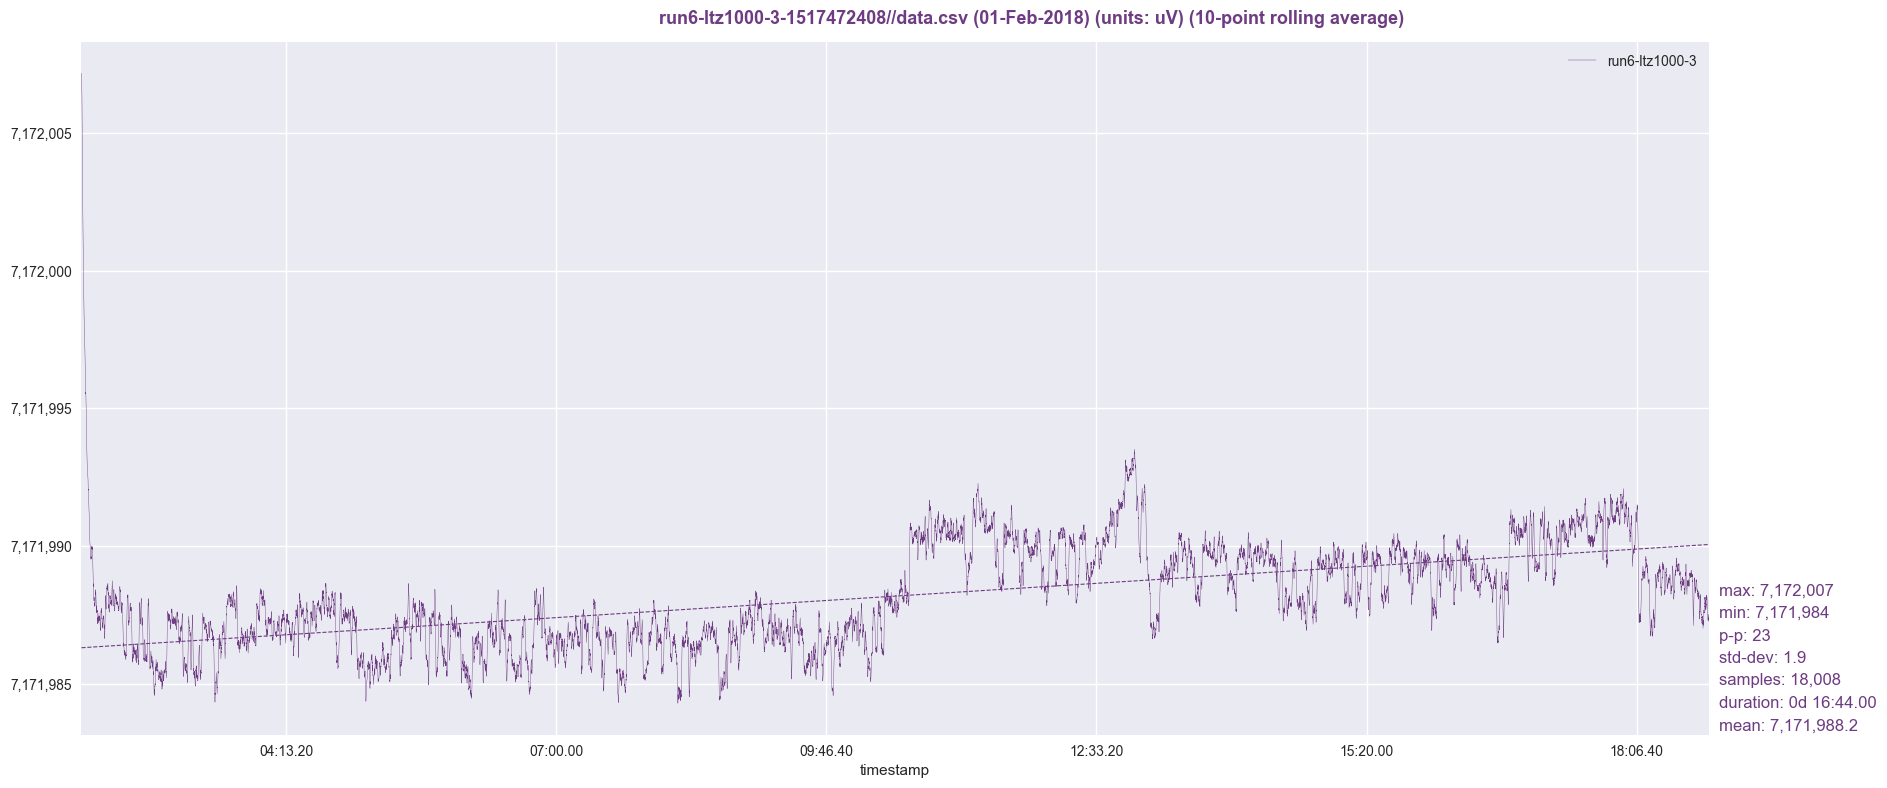 run6-ltz1000-3-1517472408//data.csv (01-Feb-2018) (units: uV) (10-point rolling average)
run6-ltz1000-3
7,172,005
7,172,000
7,171,995
7,171,990
7,171,985
max: 7,172,007
min: 7,171,984
p-p: 23
std-dev: 1.9
samples: 18,008
duration: 0d 16:44.00
mean: 7,171,988.2
04:13.20 07:00.00 09:46.40 12:33.20 15:20.00 18:06.40
timestamp